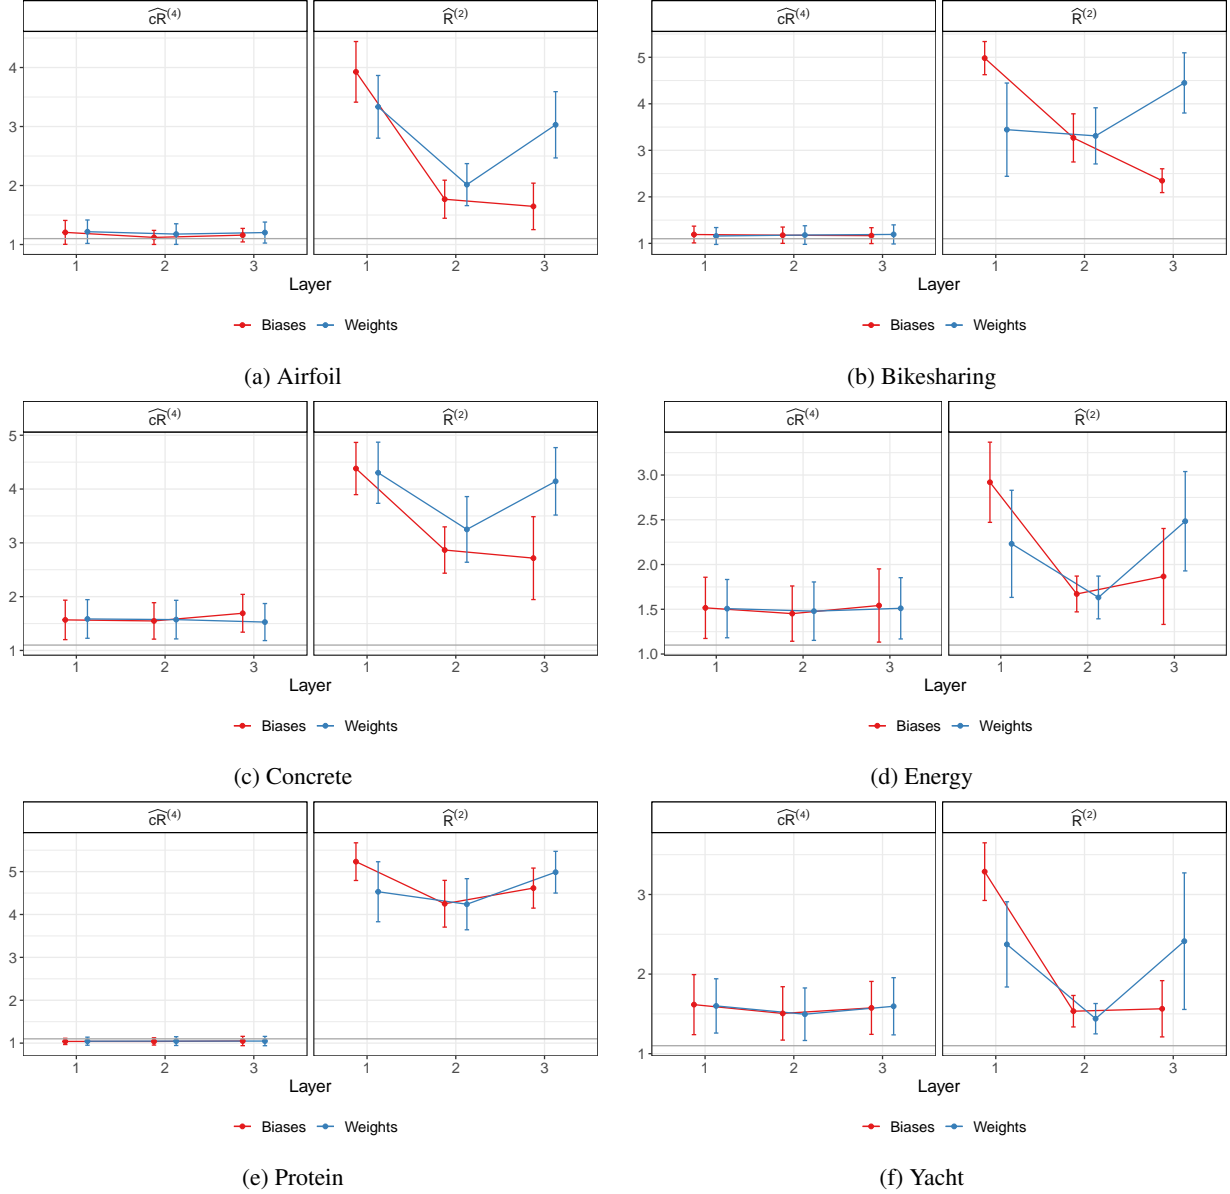 cR̂⁽⁴⁾ R̂⁽²⁾
4
3
2
1
1 2 3 1 2 3
Layer
Biases Weights
(a) Airfoil
cR̂⁽⁴⁾ R̂⁽²⁾
5
4
3
2
1
1 2 3 1 2 3
Layer
Biases Weights
(b) Bikesharing
cR̂⁽⁴⁾ R̂⁽²⁾
5
4
3
2
1
1 2 3 1 2 3
Layer
Biases Weights
(c) Concrete
cR̂⁽⁴⁾ R̂⁽²⁾
3.0
2.5
2.0
1.5
1.0
1 2 3 1 2 3
Layer
Biases Weights
(d) Energy
cR̂⁽⁴⁾ R̂⁽²⁾
5
4
3
2
1
1 2 3 1 2 3
Layer
Biases Weights
(e) Protein
cR̂⁽⁴⁾ R̂⁽²⁾
3
2
1
1 2 3 1 2 3
Layer
Biases Weights
(f) Yacht